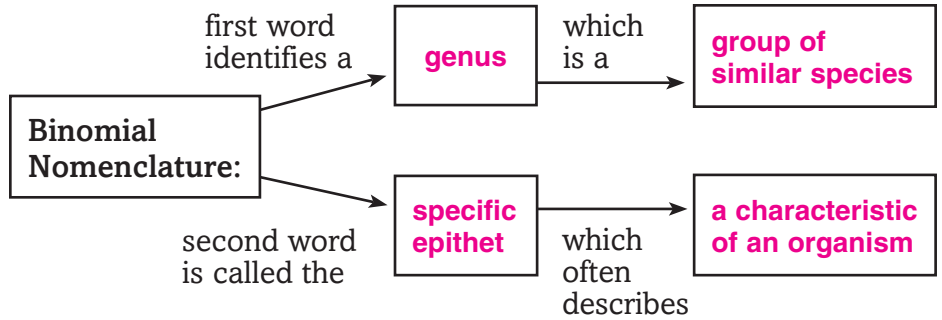 Binomial
Nomenclature:
first word
identifies a
genus
which
is a
group of
similar species
second word
is called the
specific
epithet
which
often
describes
a characteristic
of an organism